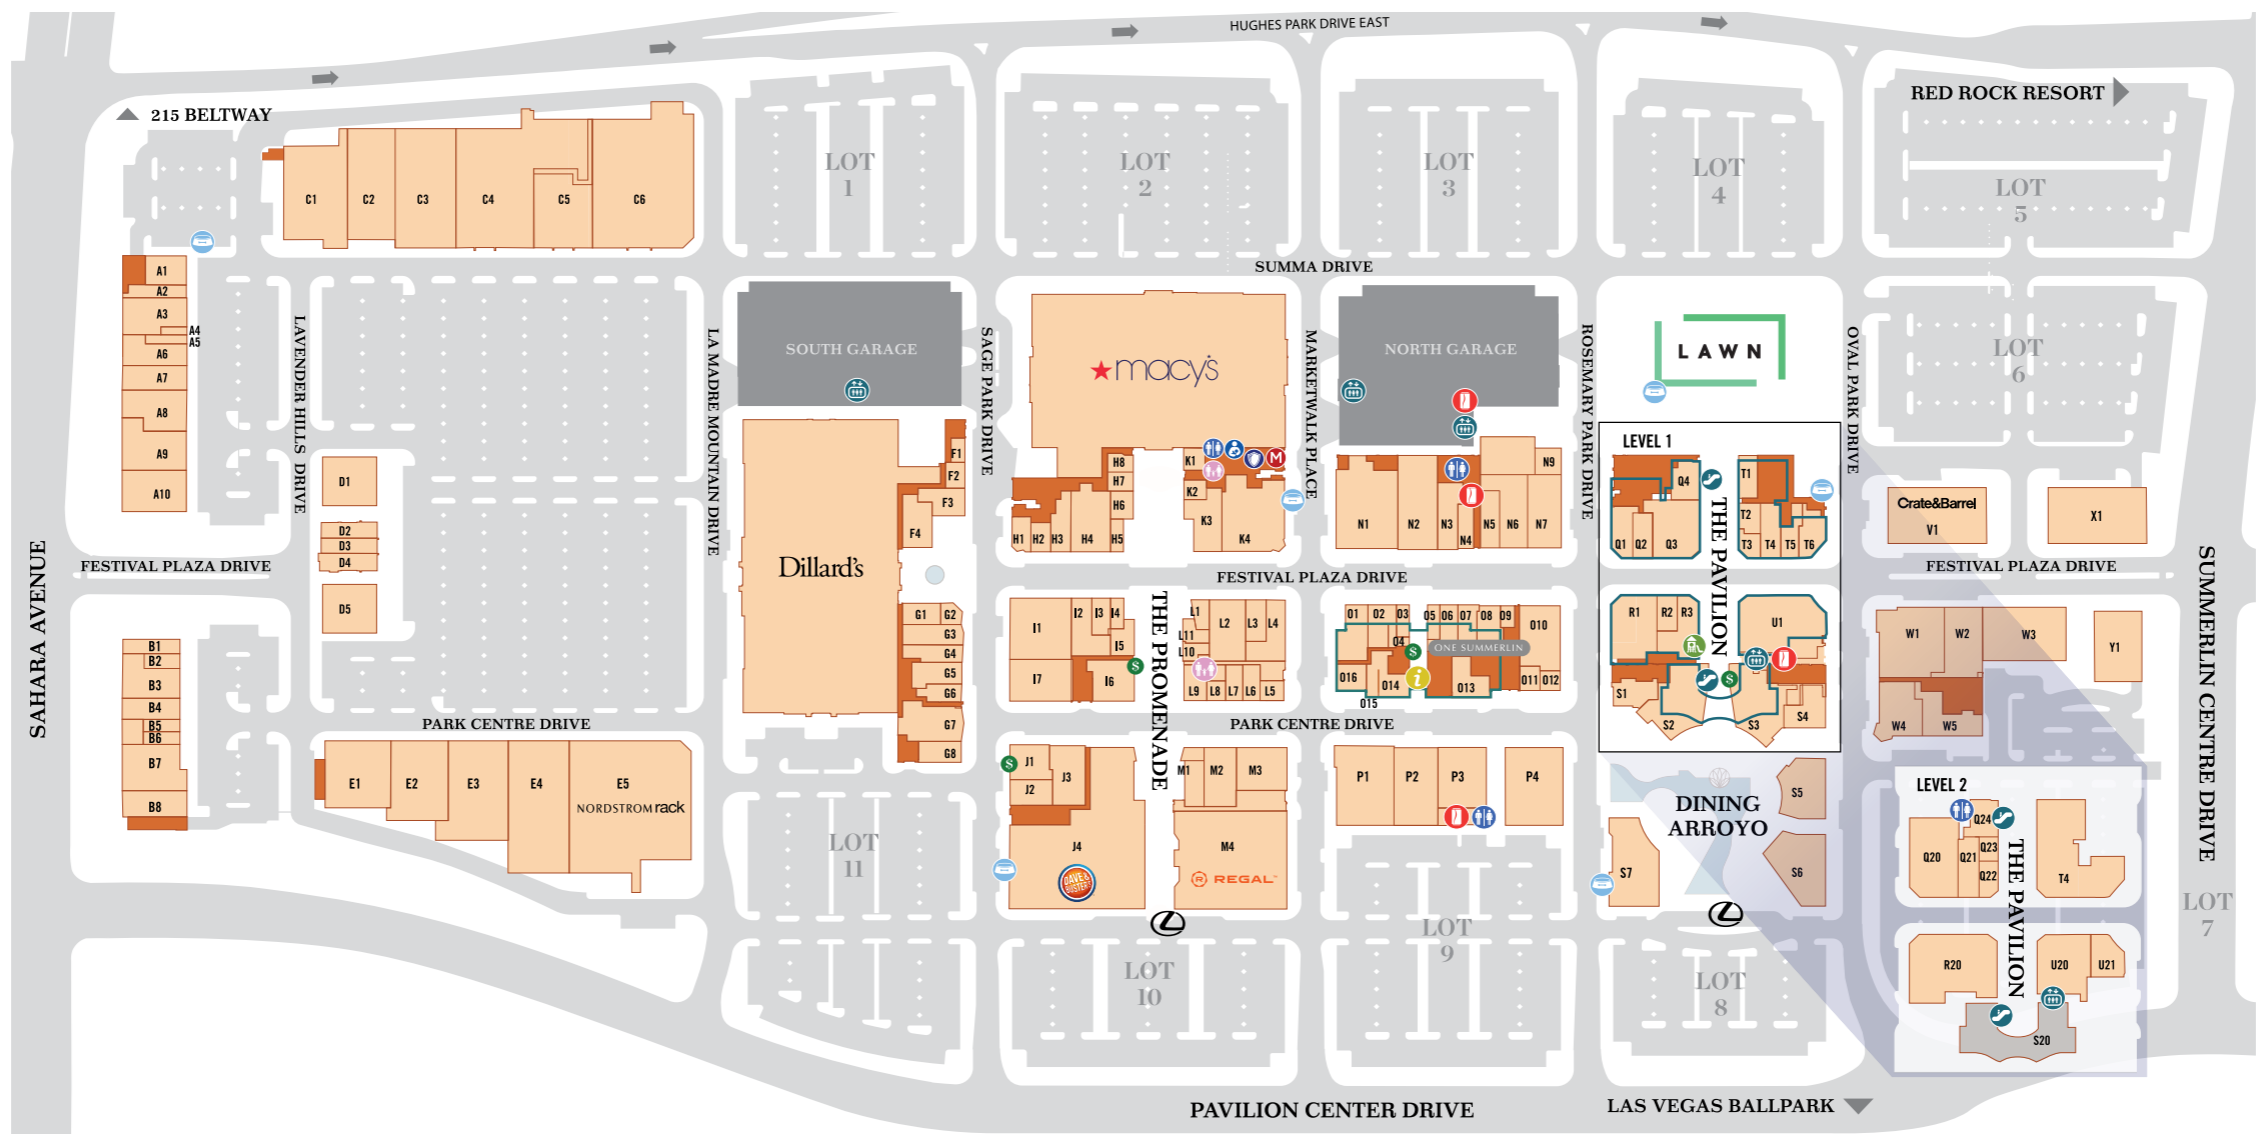 HUGHES PARK DRIVE EAST
215 BELTWAY
RED ROCK RESORT
C1
C2
C3
C4
C5
C6
LOT
1
LOT
2
LOT
3
LOT
4
LOT
5
SUMMA DRIVE
A1
A2
A3
A4
A5
A6
A7
A8
A9
A10
LAVENDER HILLS DRIVE
LA MADRE MOUNTAIN DRIVE
SOUTH GARAGE
SAGE PARK DRIVE
macy's
MARKETWALK PLACE
NORTH GARAGE
ROSEMARY PARK DRIVE
LAWN
OVAL PARK DRIVE
LOT
6
D1
D2
D3
D4
D5
Dillard's
F1
F2
F3
F4
H8
H7
H6
H1
H2
H3
H4
H5
K1
K2
K3
K4
M
N1
N2
N3
N4
N5
N6
N7
N9
LEVEL 1
Q4
Q1
Q2
Q3
THE PAVILION
T1
T2
T3
T4
T5
T6
Crate&Barrel
V1
X1
SAHARA AVENUE
FESTIVAL PLAZA DRIVE
FESTIVAL PLAZA DRIVE
FESTIVAL PLAZA DRIVE
SUMMERLIN CENTRE DRIVE
B1
B2
B3
B4
B5
B6
B7
B8
G1
G2
G3
G4
G5
G6
G7
G8
I1
I2
I3
I4
I5
I7
I6
$
THE PROMENADE
L1
L11
L10
L2
L3
L4
L9
L8
L7
L6
L5
O1
O2
O3
O4
$
O5
O6
O7
O8
O9
O10
ONE SUMMERLIN
O16
O14
i
O13
O11
O12
O15
R1
R2
R3
U1
S1
S2
$
S3
S4
W1
W2
W3
W4
W5
Y1
PARK CENTRE DRIVE
PARK CENTRE DRIVE
E1
E2
E3
E4
E5
NORDSTROM rack
LOT
11
$
J1
J2
J3
J4
DAVE & BUSTER'S
M1
M2
M3
M4
R REGAL
P1
P2
P3
P4
DINING
ARROYO
S5
S6
S7
LEVEL 2
Q24
Q20
Q21
Q23
Q22
THE PAVILION
T4
R20
U20
U21
S20
LOT
7
LOT
10
LOT
9
LOT
8
PAVILION CENTER DRIVE
LAS VEGAS BALLPARK